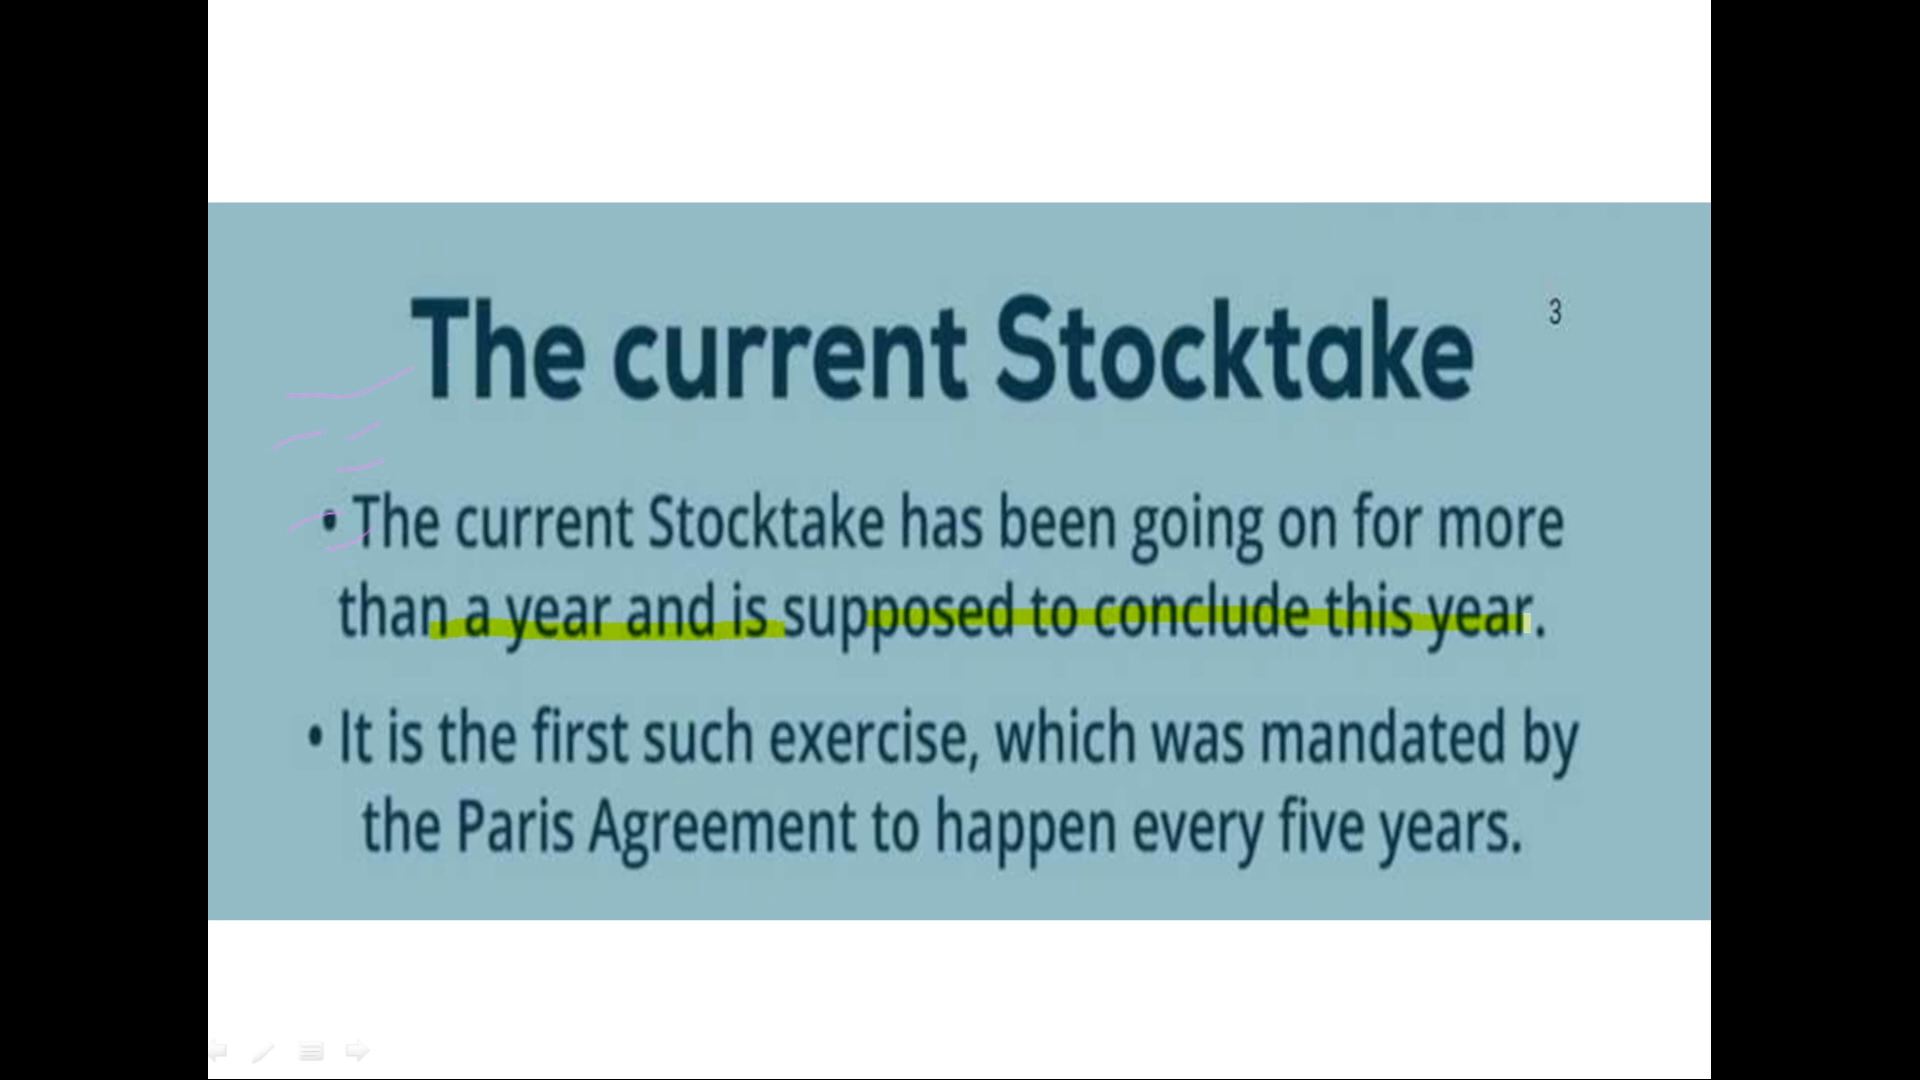 The current Stocktake
3
• The current Stocktake has been going on for more
than a year and is supposed to conclude this year.
• It is the first such exercise, which was mandated by
the Paris Agreement to happen every five years.